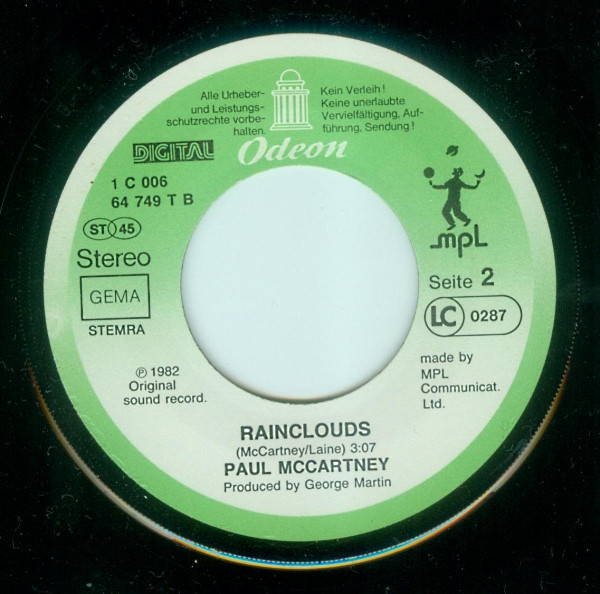 Alle Urheber-
und Leistungs-
schutzrechte vorbe-
halten.
Kein Verleih!
Keine unerlaubte
Vervielfältigung, Auf-
führung, Sendung!
DIGITAL
Odeon
1 C 006
64 749 T B
ST 45
Stereo
GEMA
STEMRA
mpL
Seite 2
LC 0287
℗ 1982
Original
sound record.
made by
MPL
Communicat.
Ltd.
RAINCLOUDS
(McCartney/Laine) 3:07
PAUL MCCARTNEY
Produced by George Martin